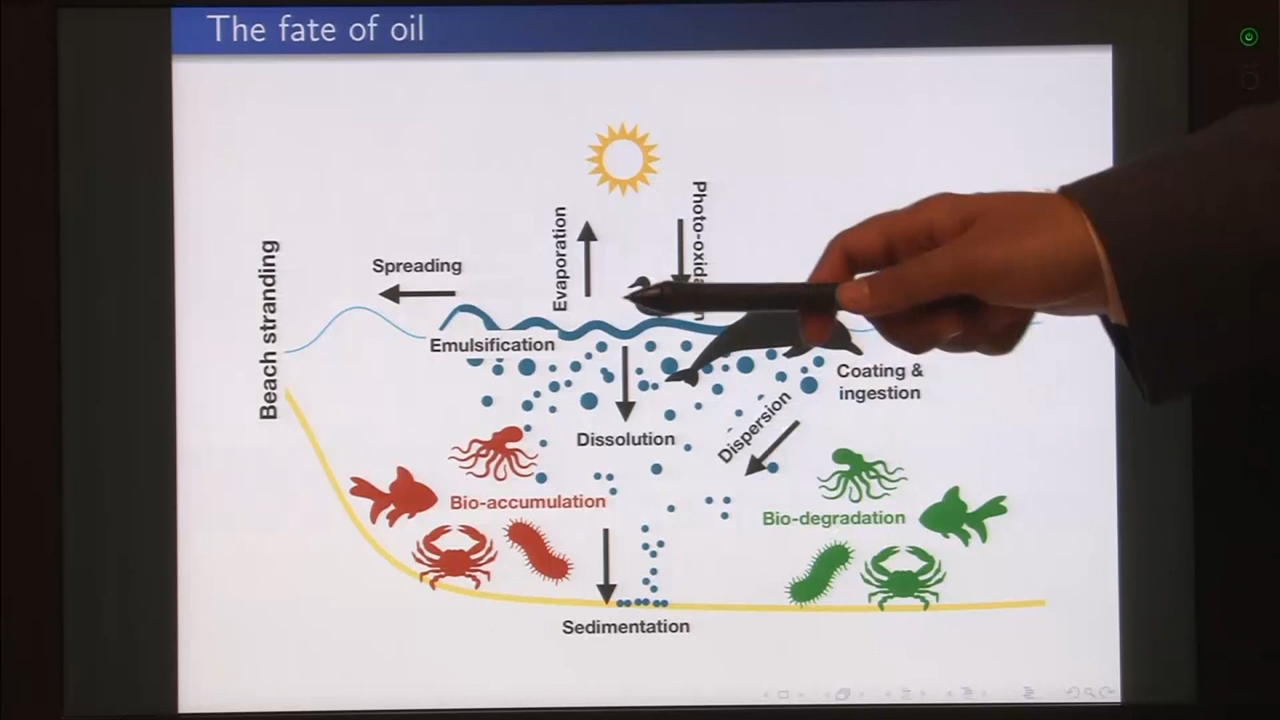 The fate of oil
Photo-oxida
Evaporation
Beach stranding
Spreading
Emulsification
Coating &
ingestion
Dispersion
Dissolution
Bio-accumulation
Bio-degradation
Sedimentation